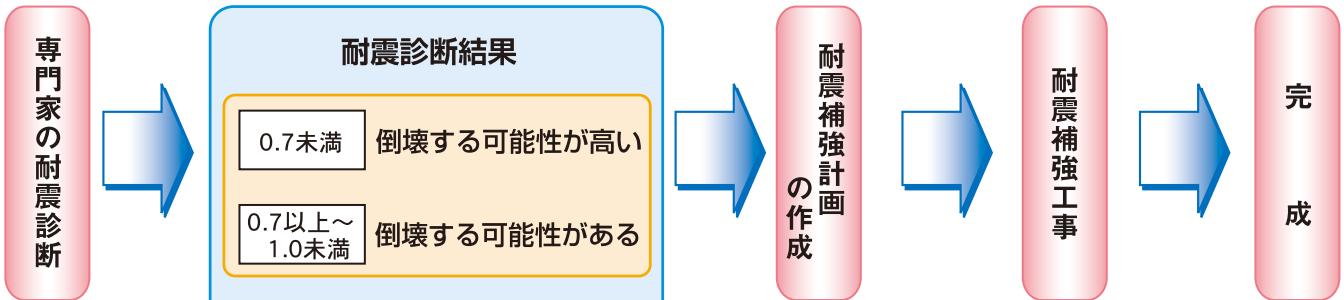 専門家の耐震診断
耐震診断結果
0.7未満
倒壊する可能性が高い
0.7以上～
1.0未満
倒壊する可能性がある
耐震補強計画
の作成
耐震補強工事
完成